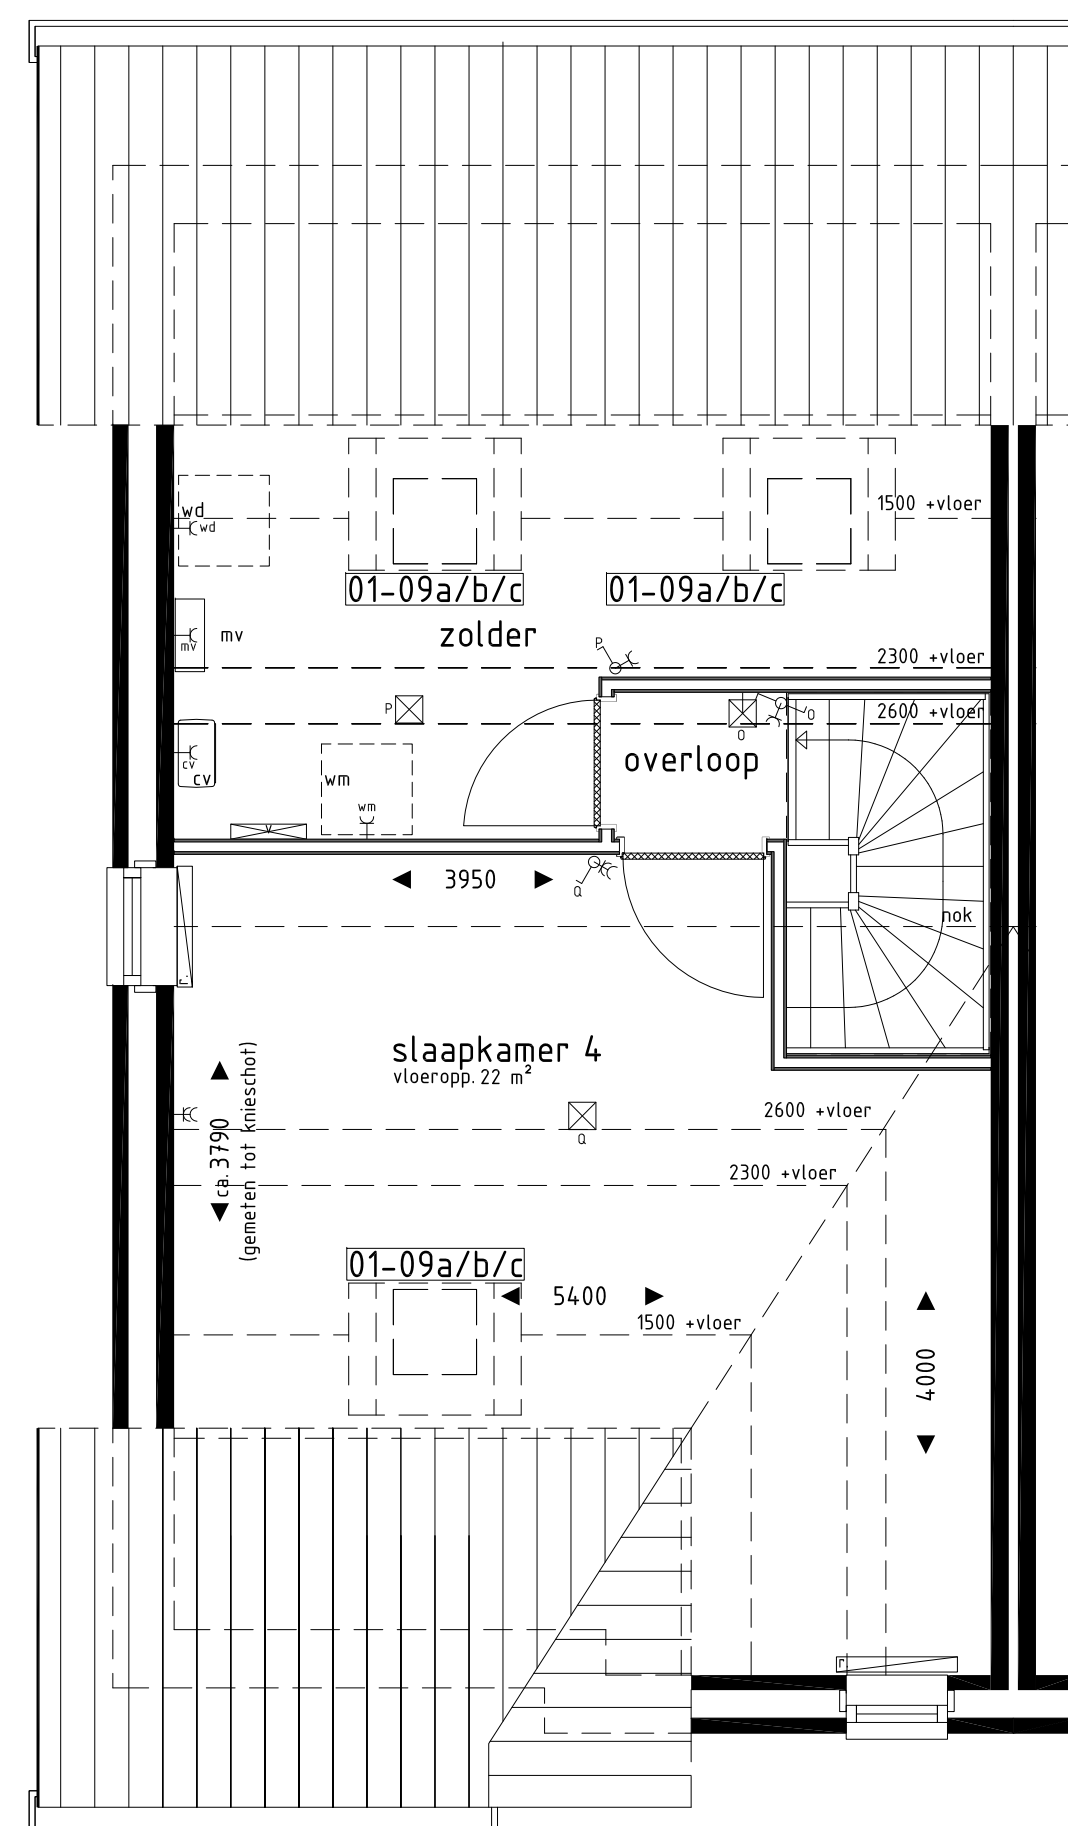 1500 +vloer
wd
wd
01-09a/b/c
01-09a/b/c
mv
mv
zolder
P
2300 +vloer
P
O
O
2600 +vloer
overloop
cv
cv
wm
wm
v
3950
Q
nok
r.
slaapkamer 4
vloeropp. 22 m²
ca. 3790
(gemeten tot knieschot)
Q
2600 +vloer
2300 +vloer
01-09a/b/c
5400
1500 +vloer
4000
r.